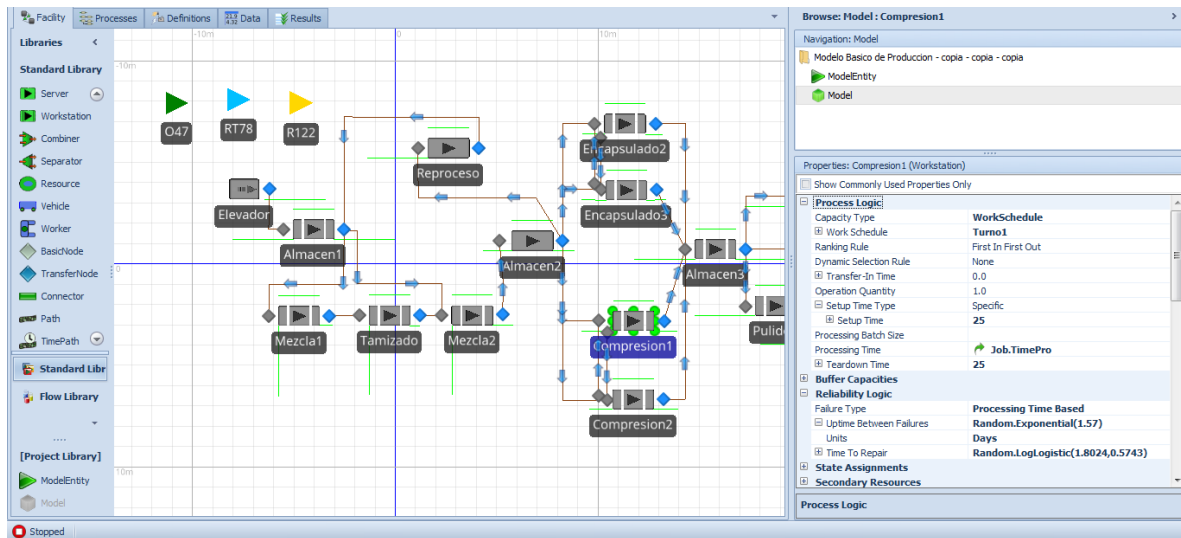 Facility Processes Definitions Data Results
Libraries
Standard Library
Server
Workstation
Combiner
Separator
Resource
Vehicle
Worker
BasicNode
TransferNode
Connector
Path
TimePath
Standard Libr
Flow Library
....
[Project Library]
ModelEntity
Model
-10m 0 10m
-10m
0
10m
O47
RT78
R122
Elevador
Almacen1
Mezcla1
Tamizado
Mezcla2
Reproceso
Almacen2
Encapsulado2
Encapsulado3
Almacen3
Compresion1
Compresion2
Pulido
Browse: Model : Compresion1
Navigation: Model
Modelo Basico de Produccion - copia - copia - copia
ModelEntity
Model
Properties: Compresion1 (Workstation)
Show Commonly Used Properties Only
Process Logic
Capacity Type WorkSchedule
Work Schedule Turno1
Ranking Rule First In First Out
Dynamic Selection Rule None
Transfer-In Time 0.0
Operation Quantity 1.0
Setup Time Type Specific
Setup Time 25
Processing Batch Size
Processing Time Job.TimePro
Teardown Time 25
Buffer Capacities
Reliability Logic
Failure Type Processing Time Based
Uptime Between Failures Random.Exponential(1.57)
Units Days
Time To Repair Random.LogLogistic(1.8024,0.5743)
State Assignments
Secondary Resources
Process Logic
Stopped